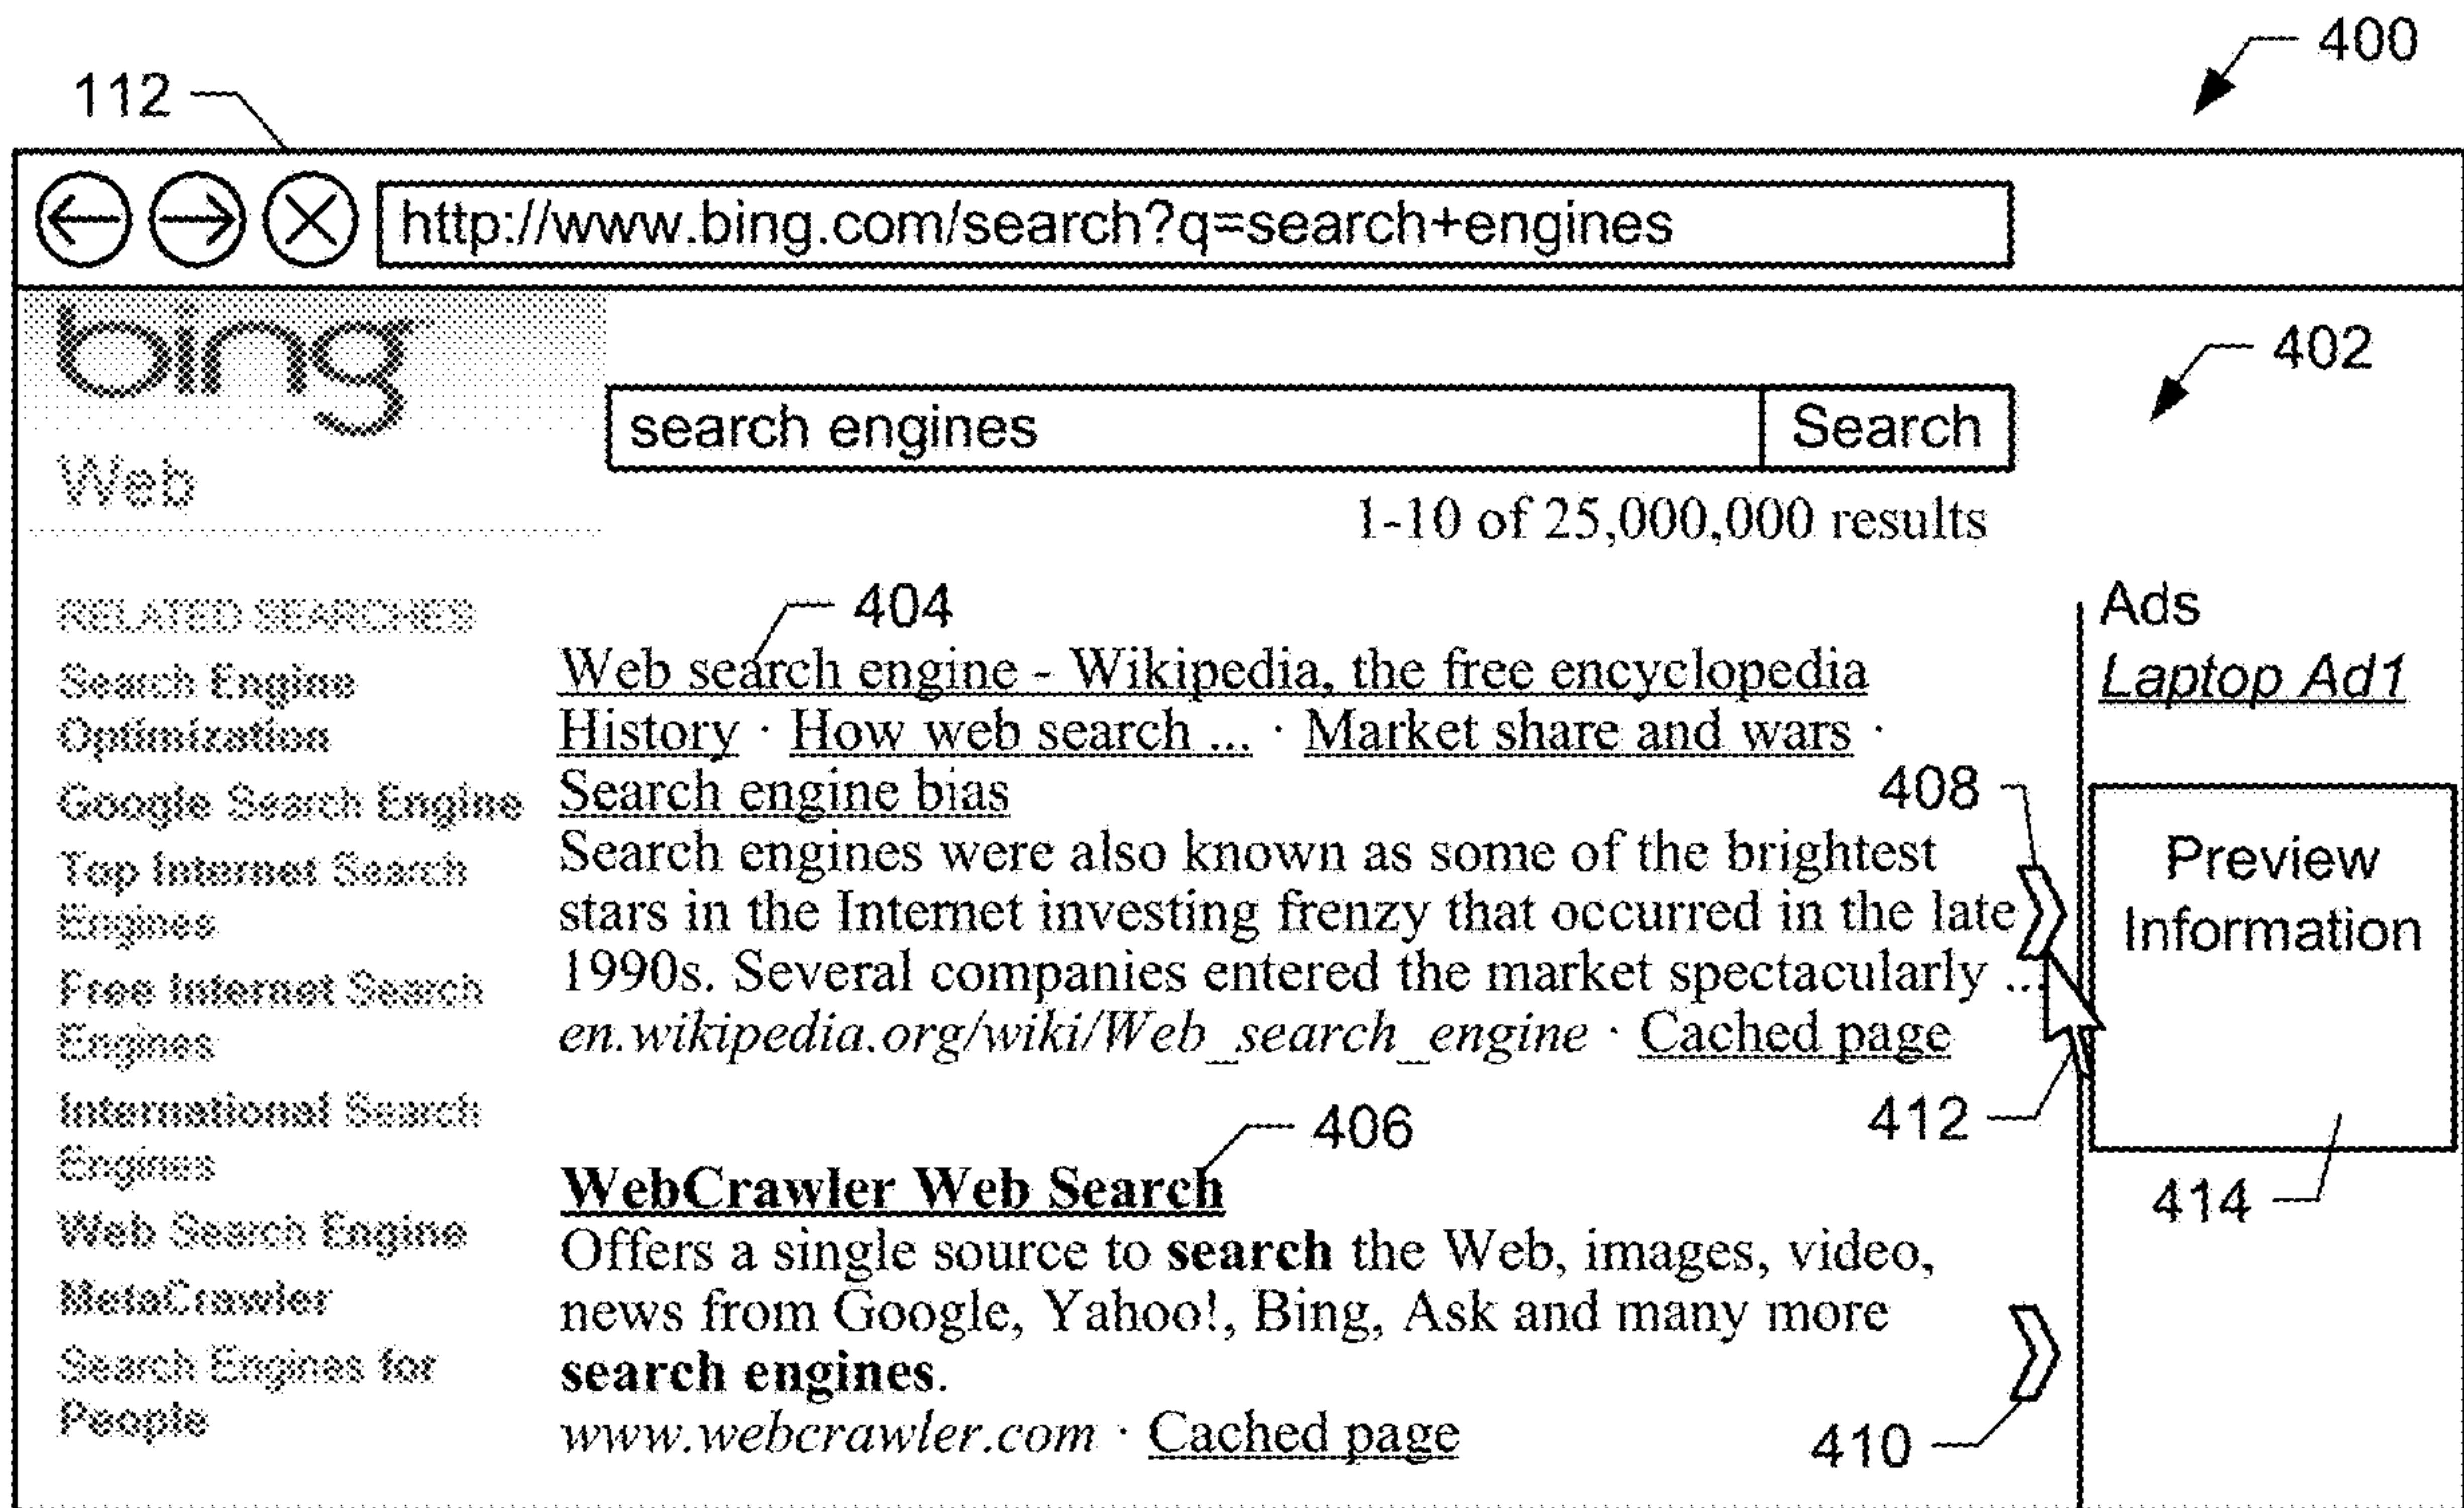 400
112
http://www.bing.com/search?q=search+engines
bing
402
search engines Search
Web
1-10 of 25,000,000 results
RELATED SEARCHES
Search Engine
Optimization
Google Search Engine
Top Internet Search
Engines
Free Internet Search
Engines
International Search
Engines
Web Search Engine
MetaCrawler
Search Engines for
People
404
Web search engine - Wikipedia, the free encyclopedia
History · How web search ... · Market share and wars ·
Search engine bias
408
Search engines were also known as some of the brightest
stars in the Internet investing frenzy that occurred in the late
1990s. Several companies entered the market spectacularly ...
en.wikipedia.org/wiki/Web_search_engine · Cached page
412
406
WebCrawler Web Search
Offers a single source to search the Web, images, video,
news from Google, Yahoo!, Bing, Ask and many more
search engines.
www.webcrawler.com · Cached page
410
Ads
Laptop Ad1
Preview
Information
414